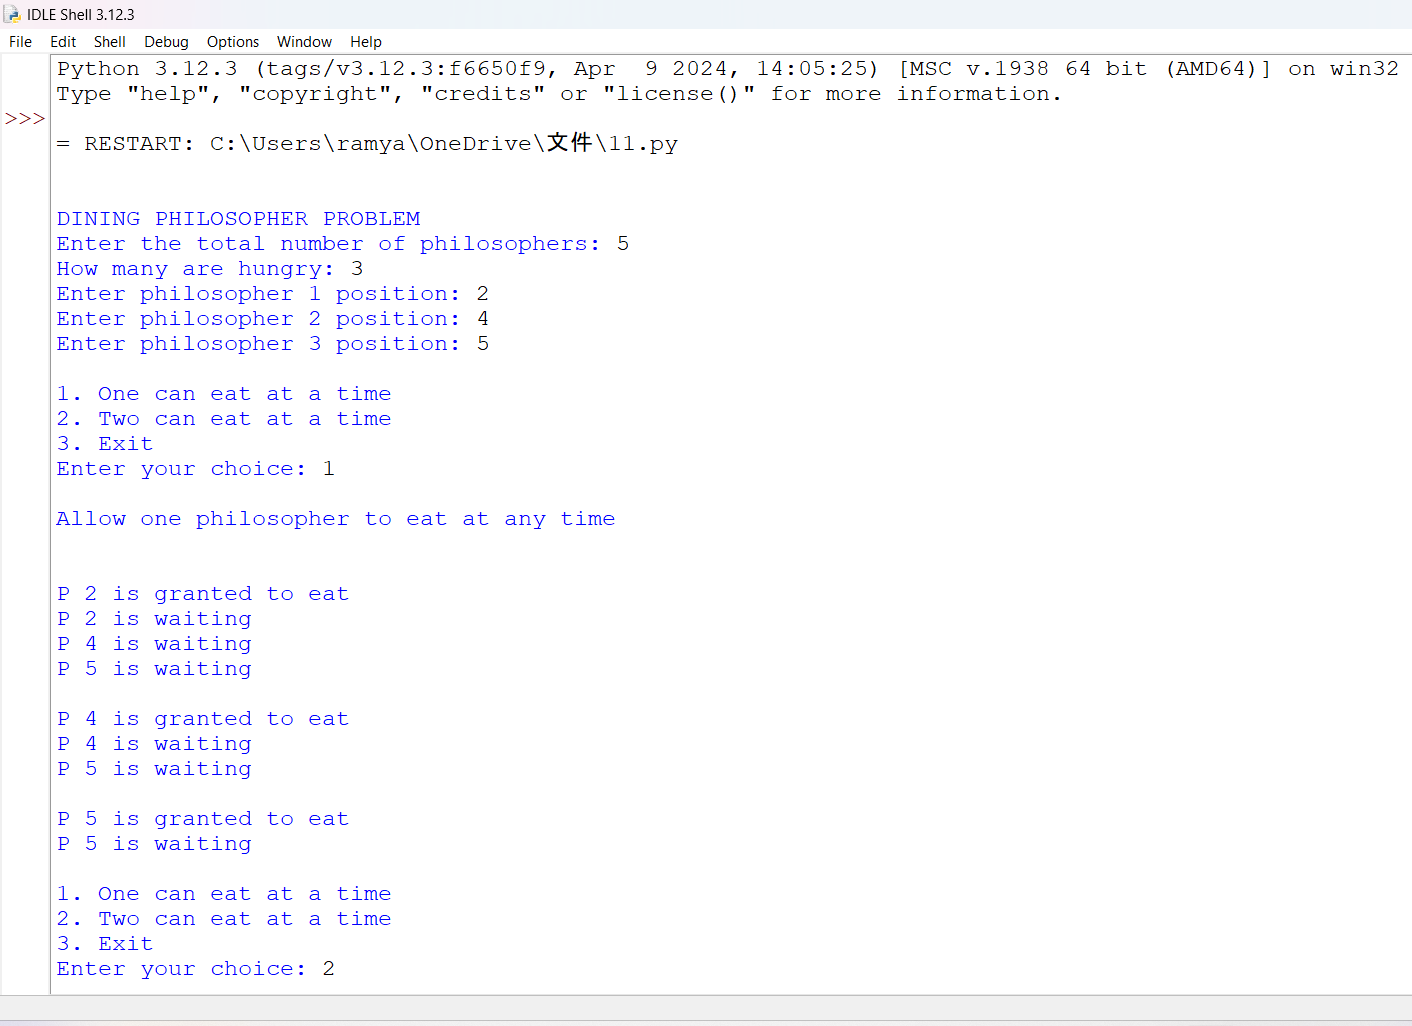 IDLE Shell 3.12.3
File Edit Shell Debug Options Window Help
Python 3.12.3 (tags/v3.12.3:f6650f9, Apr  9 2024, 14:05:25) [MSC v.1938 64 bit (AMD64)] on win32
Type "help", "copyright", "credits" or "license()" for more information.
>>>
= RESTART: C:\Users\ramya\OneDrive\文件\11.py
DINING PHILOSOPHER PROBLEM
Enter the total number of philosophers: 5
How many are hungry: 3
Enter philosopher 1 position: 2
Enter philosopher 2 position: 4
Enter philosopher 3 position: 5
1. One can eat at a time
2. Two can eat at a time
3. Exit
Enter your choice: 1
Allow one philosopher to eat at any time
P 2 is granted to eat
P 2 is waiting
P 4 is waiting
P 5 is waiting
P 4 is granted to eat
P 4 is waiting
P 5 is waiting
P 5 is granted to eat
P 5 is waiting
1. One can eat at a time
2. Two can eat at a time
3. Exit
Enter your choice: 2